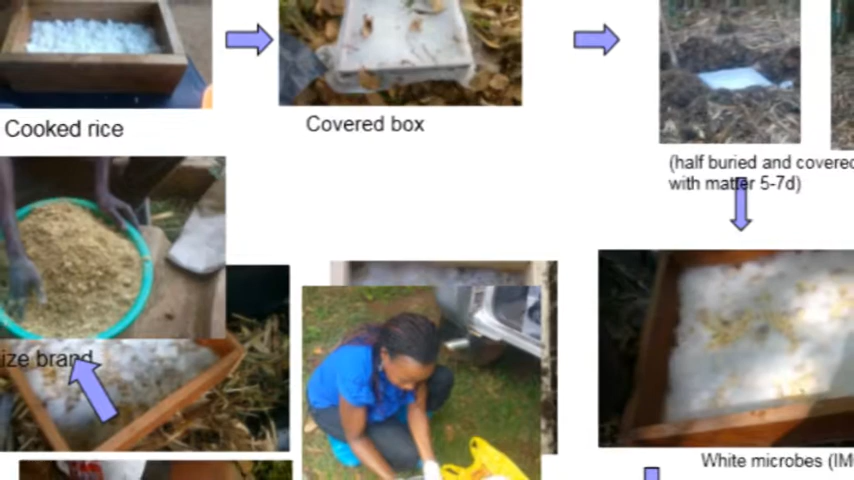 Cooked rice
Covered box
(half buried and covered
with matter 5-7d)
ize brand
White microbes (IM